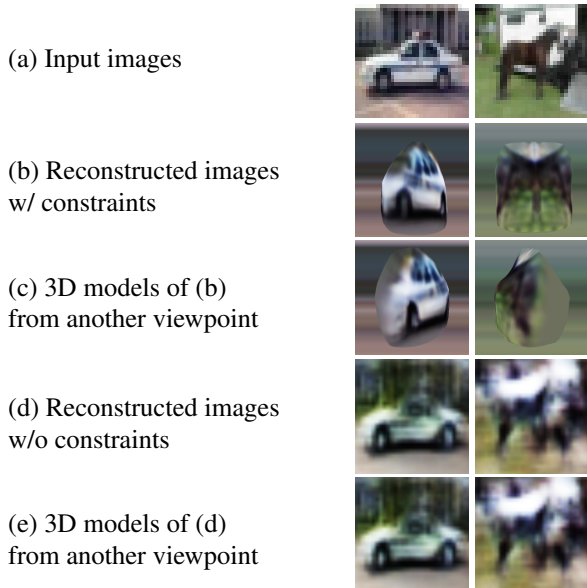 (a) Input images
(b) Reconstructed images
w/ constraints
(c) 3D models of (b)
from another viewpoint
(d) Reconstructed images
w/o constraints
(e) 3D models of (d)
from another viewpoint